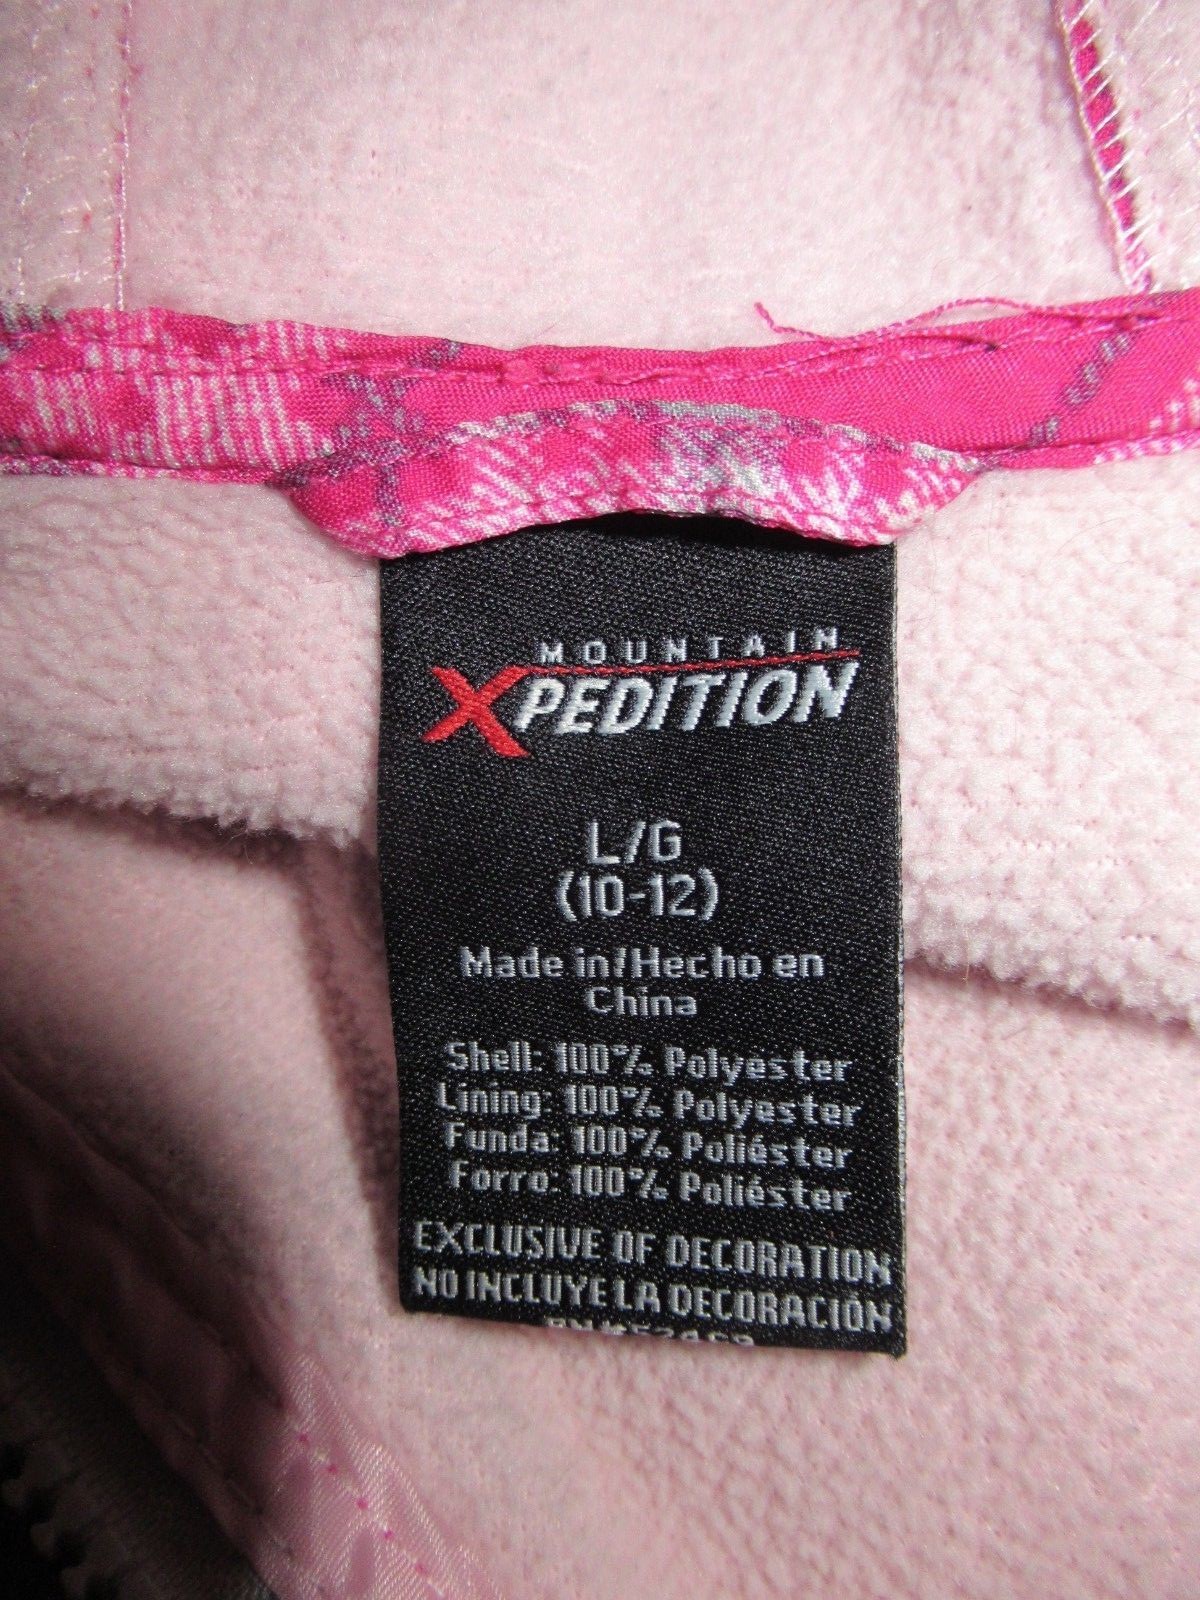 MOUNTAIN
XPEDITION
L/G
(10-12)
Made in/Hecho en
China
Shell: 100% Polyester
Lining: 100% Polyester
Funda: 100% Poliéster
Forro: 100% Poliéster
EXCLUSIVE OF DECORATION
NO INCLUYE LA DECORACIÓN